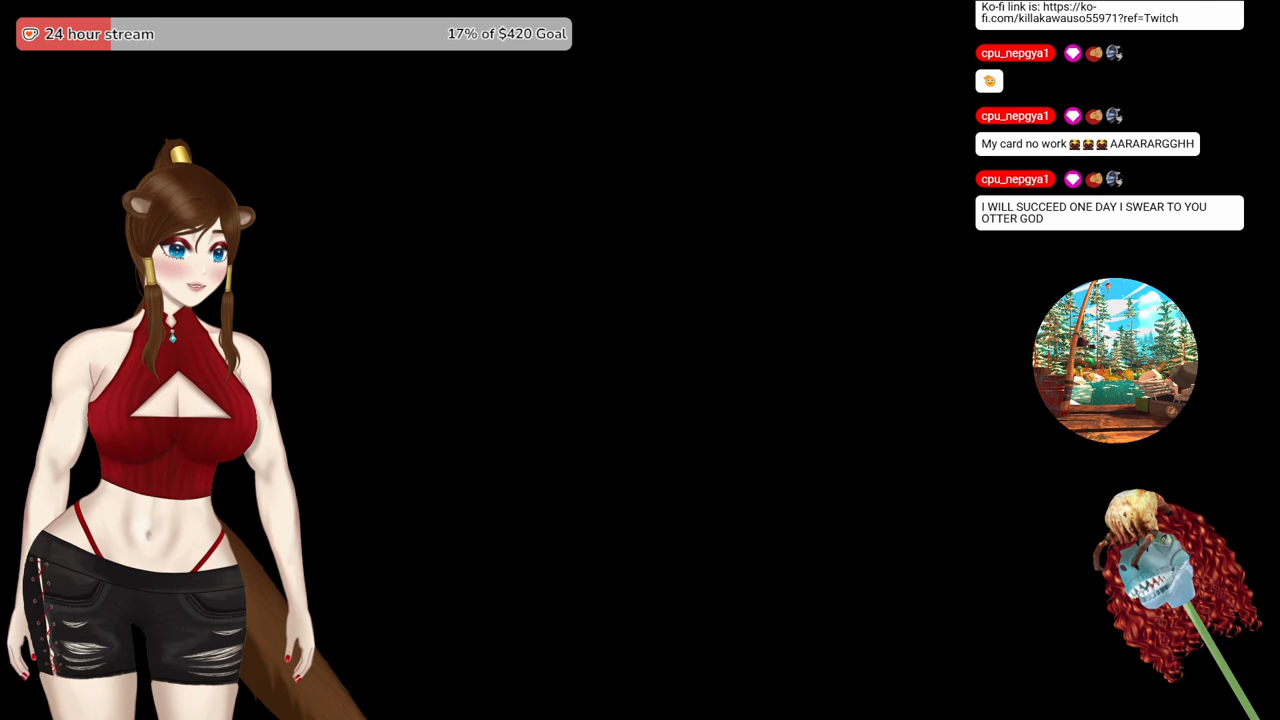 24 hour stream
17% of $420 Goal
Ko-fi link is: https://ko-
fi.com/killakawauso55971?ref=Twitch
cpu_nepgya1
cpu_nepgya1
My card no work AARARARGGHH
cpu_nepgya1
I WILL SUCCEED ONE DAY I SWEAR TO YOU
OTTER GOD